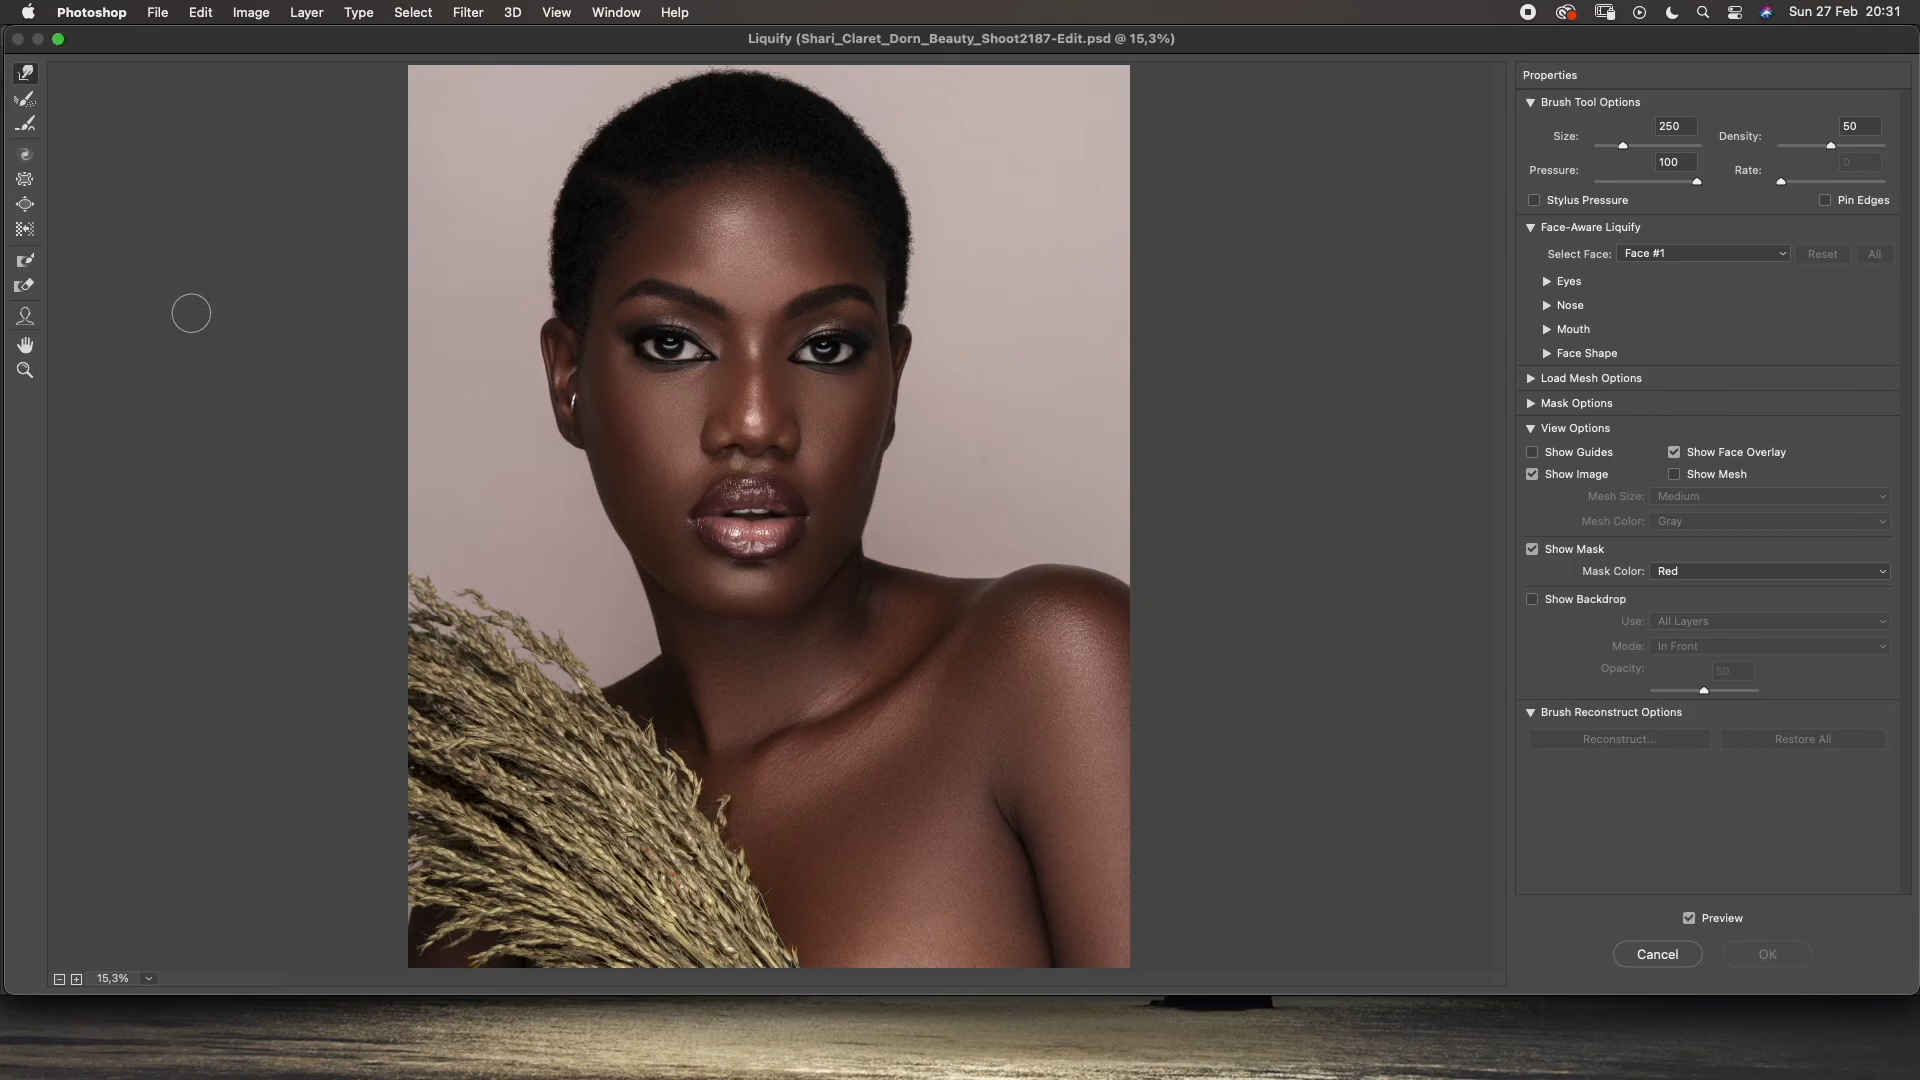 Photoshop File Edit Image Layer Type Select Filter 3D View Window Help Sun 27 Feb 20:31
Liquify (Shari_Claret_Dorn_Beauty_Shoot2187-Edit.psd @ 15,3%)
Properties
Brush Tool Options
Size: 250 Density: 50
Pressure: 100 Rate: 0
Stylus Pressure Pin Edges
Face-Aware Liquify
Select Face: Face #1 Reset All
Eyes
Nose
Mouth
Face Shape
Load Mesh Options
Mask Options
View Options
Show Guides Show Face Overlay
Show Image Show Mesh
Mesh Size: Medium
Mesh Color: Gray
Show Mask
Mask Color: Red
Show Backdrop
Use: All Layers
Mode: In Front
Opacity: 50
Brush Reconstruct Options
Reconstruct... Restore All
Preview
Cancel OK
15,3%